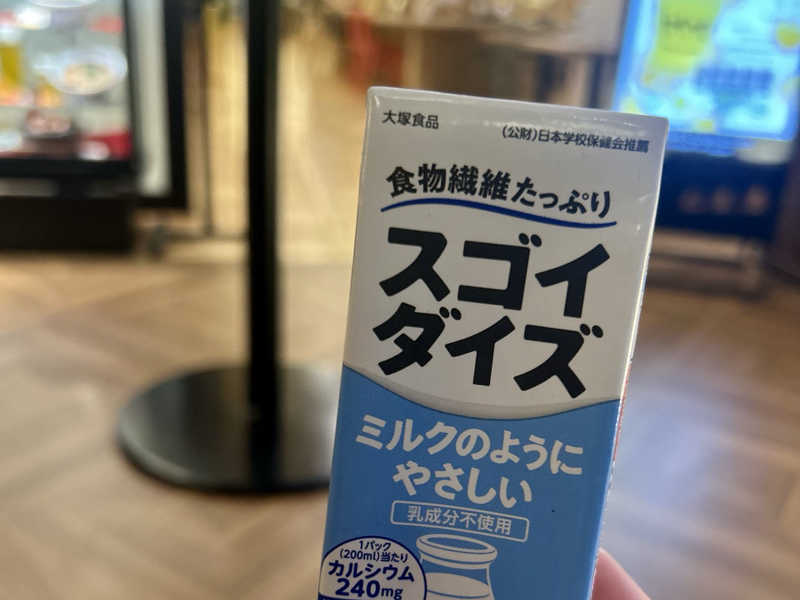 大塚食品
(公財)日本学校保健会推薦
食物繊維たっぷり
スゴイ
ダイズ
ミルクのように
やさしい
乳成分不使用
1パック
(200ml)当たり
カルシウム
240mg